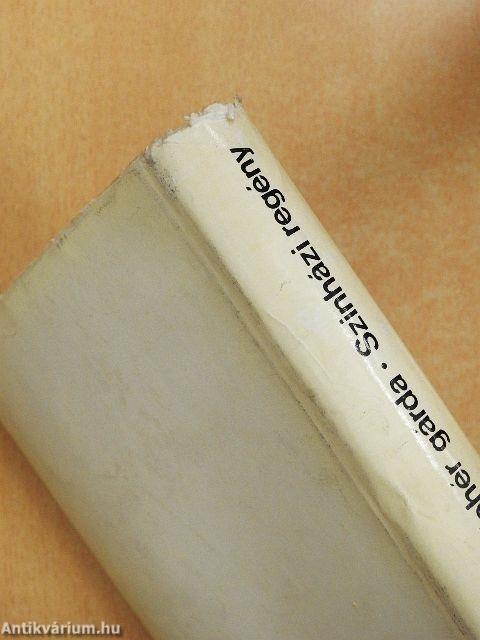 gárda · Színházi regény
Antikvárium.hu